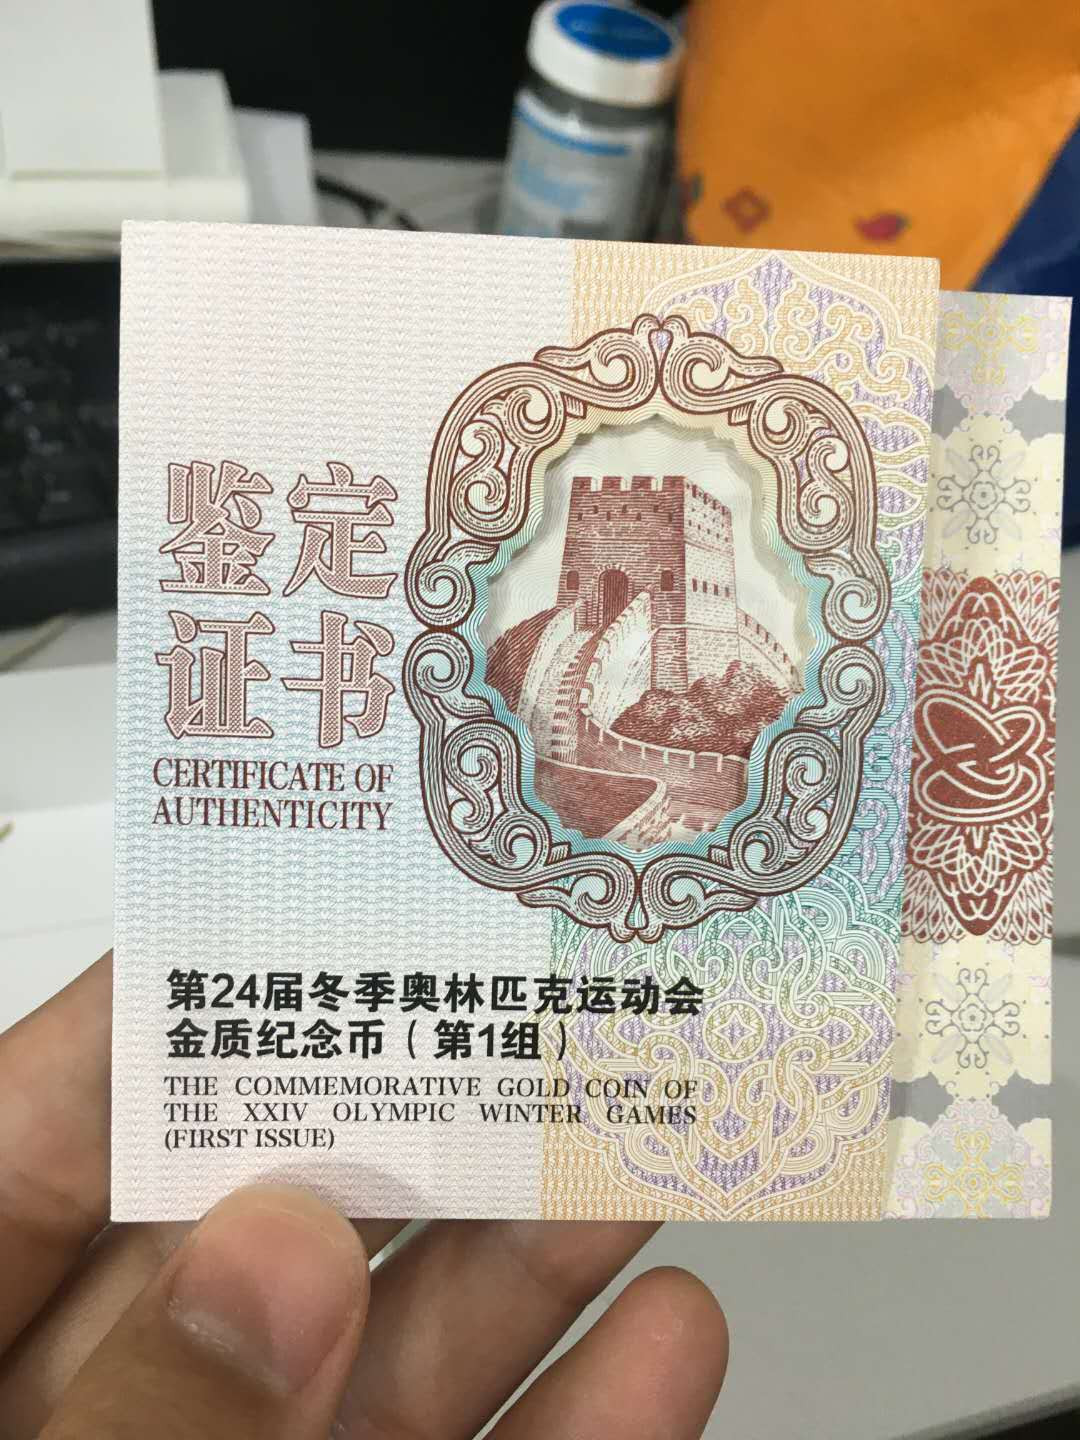 鉴定
证书
CERTIFICATE OF
AUTHENTICITY
第24届冬季奥林匹克运动会
金质纪念币（第1组）
THE COMMEMORATIVE GOLD COIN OF
THE XXIV OLYMPIC WINTER GAMES
(FIRST ISSUE)